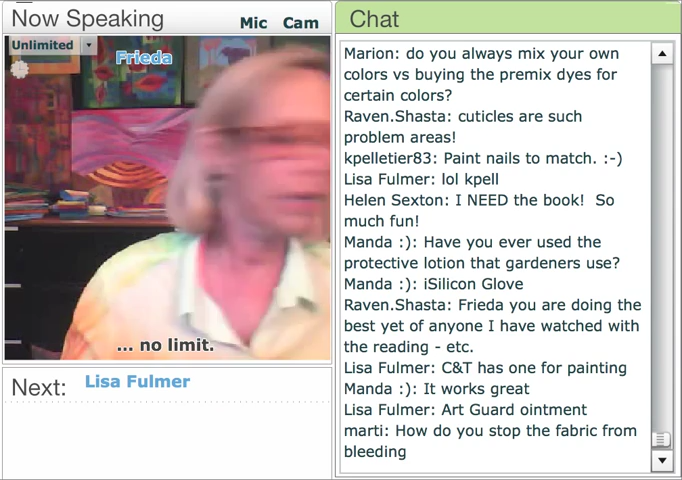 Now Speaking
Mic Cam
Unlimited
Frieda
... no limit.
Next: Lisa Fulmer
Chat
Marion: do you always mix your own
colors vs buying the premix dyes for
certain colors?
Raven.Shasta: cuticles are such
problem areas!
kpelletier83: Paint nails to match. :-)
Lisa Fulmer: lol kpell
Helen Sexton: I NEED the book!  So
much fun!
Manda :): Have you ever used the
protective lotion that gardeners use?
Manda :): iSilicon Glove
Raven.Shasta: Frieda you are doing the
best yet of anyone I have watched with
the reading - etc.
Lisa Fulmer: C&T has one for painting
Manda :): It works great
Lisa Fulmer: Art Guard ointment
marti: How do you stop the fabric from
bleeding